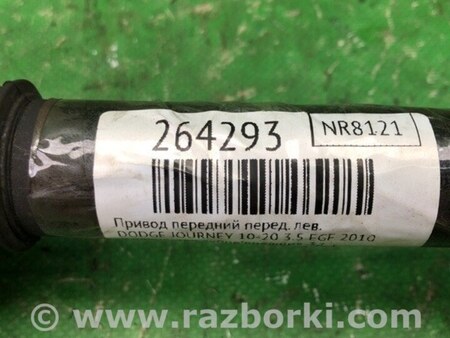 264293
NR8121
Привод передний перед. лев.
DODGE JOURNEY 10-20 3.5 EGF 2010
© www.razborki.com/